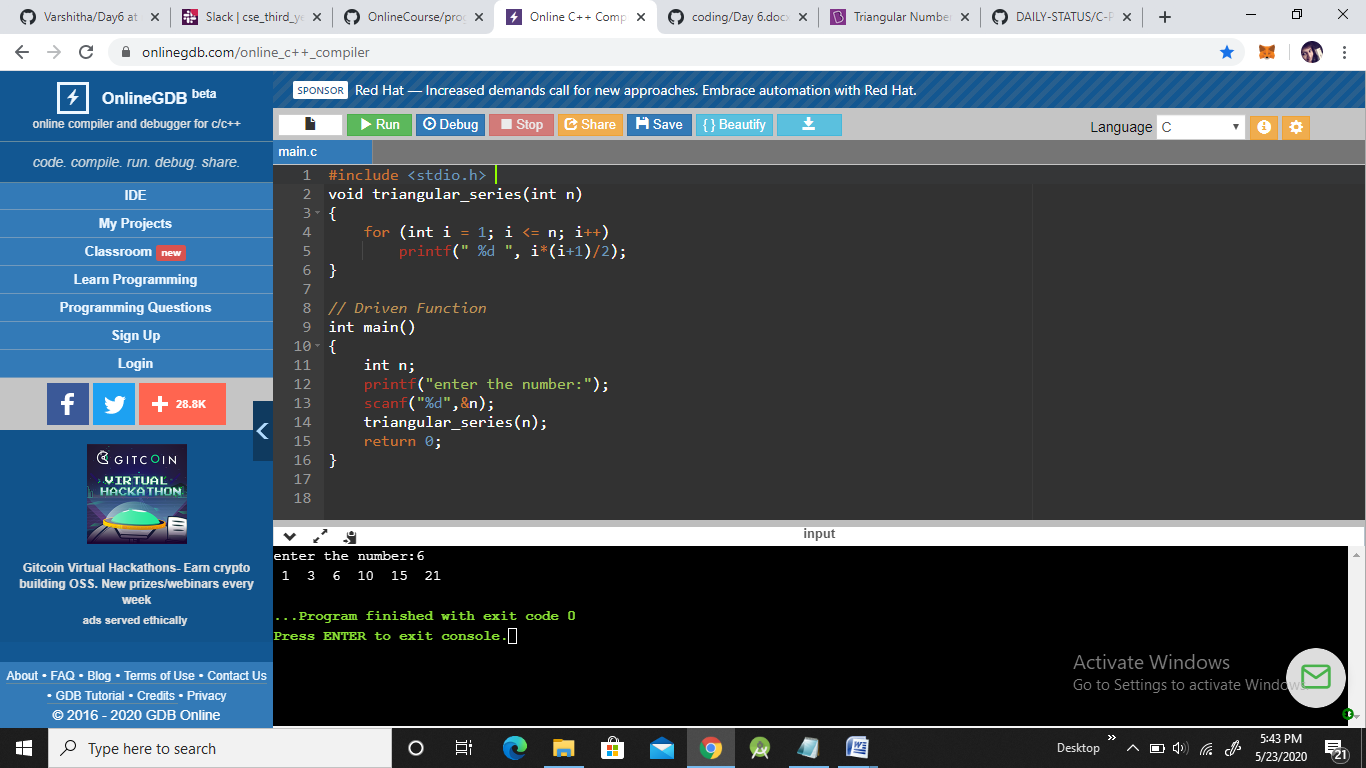 Varshitha/Day6 at
Slack | cse_third_ye
OnlineCourse/prog
Online C++ Comp
coding/Day 6.docx
Triangular Number
DAILY-STATUS/C-P
onlinegdb.com/online_c++_compiler
OnlineGDB beta
online compiler and debugger for c/c++
code. compile. run. debug. share.
IDE
My Projects
Classroom new
Learn Programming
Programming Questions
Sign Up
Login
28.8K
GITCOIN
VIRTUAL
HACKATHON
Gitcoin Virtual Hackathons- Earn crypto
building OSS. New prizes/webinars every
week
ads served ethically
About • FAQ • Blog • Terms of Use • Contact Us
• GDB Tutorial • Credits • Privacy
© 2016 - 2020 GDB Online
SPONSOR Red Hat — Increased demands call for new approaches. Embrace automation with Red Hat.
Run Debug Stop Share Save {} Beautify Language C
main.c
1 #include <stdio.h>
2 void triangular_series(int n)
3 {
4 for (int i = 1; i <= n; i++)
5 printf(" %d ", i*(i+1)/2);
6 }
7
8 // Driven Function
9 int main()
10 {
11 int n;
12 printf("enter the number:");
13 scanf("%d",&n);
14 triangular_series(n);
15 return 0;
16 }
17
18
input
enter the number:6
1 3 6 10 15 21
...Program finished with exit code 0
Press ENTER to exit console.
Activate Windows
Go to Settings to activate Windows.
Type here to search
Desktop
5:43 PM
5/23/2020
21